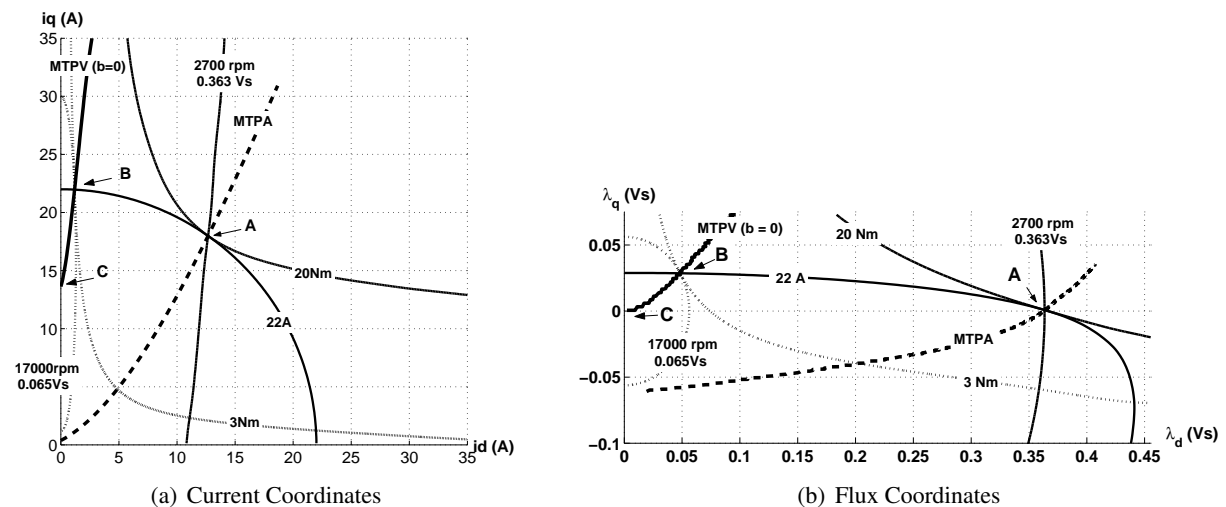 iq (A)
35
30
25
20
15
10
5
0
0
5
10
15
20
25
30
35
id (A)
MTPV (b=0)
2700 rpm
0.363 Vs
MTPA
B
A
C
20Nm
22A
17000rpm
0.065Vs
3Nm
(a) Current Coordinates
λq (Vs)
0.05
0
−0.05
−0.1
0
0.05
0.1
0.15
0.2
0.25
0.3
0.35
0.4
0.45
λd (Vs)
MTPV (b = 0)
20 Nm
2700 rpm
0.363Vs
B
22 A
A
C
17000 rpm
0.065Vs
MTPA
3 Nm
(b) Flux Coordinates